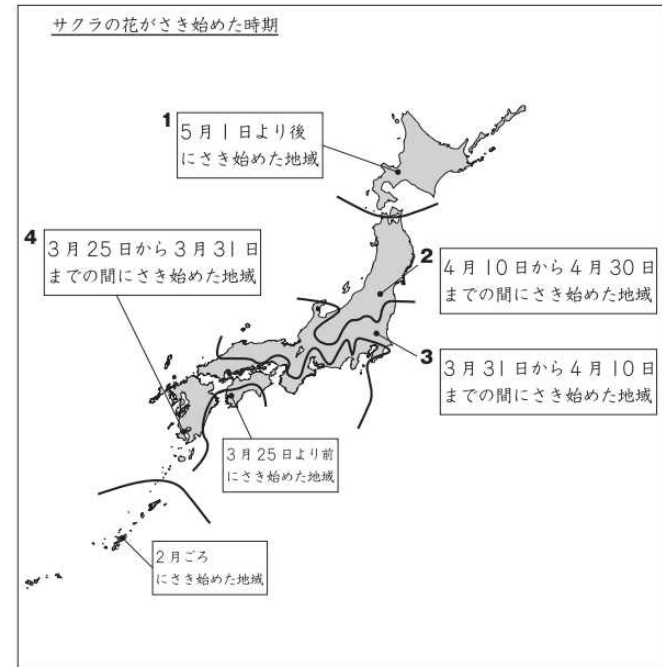 サクラの花がさき始めた時期
1
5月1日より後
にさき始めた地域
4
3月25日から3月31日
までの間にさき始めた地域
2
4月10日から4月30日
までの間にさき始めた地域
3
3月31日から4月10日
までの間にさき始めた地域
3月25日より前
にさき始めた地域
2月ごろ
にさき始めた地域